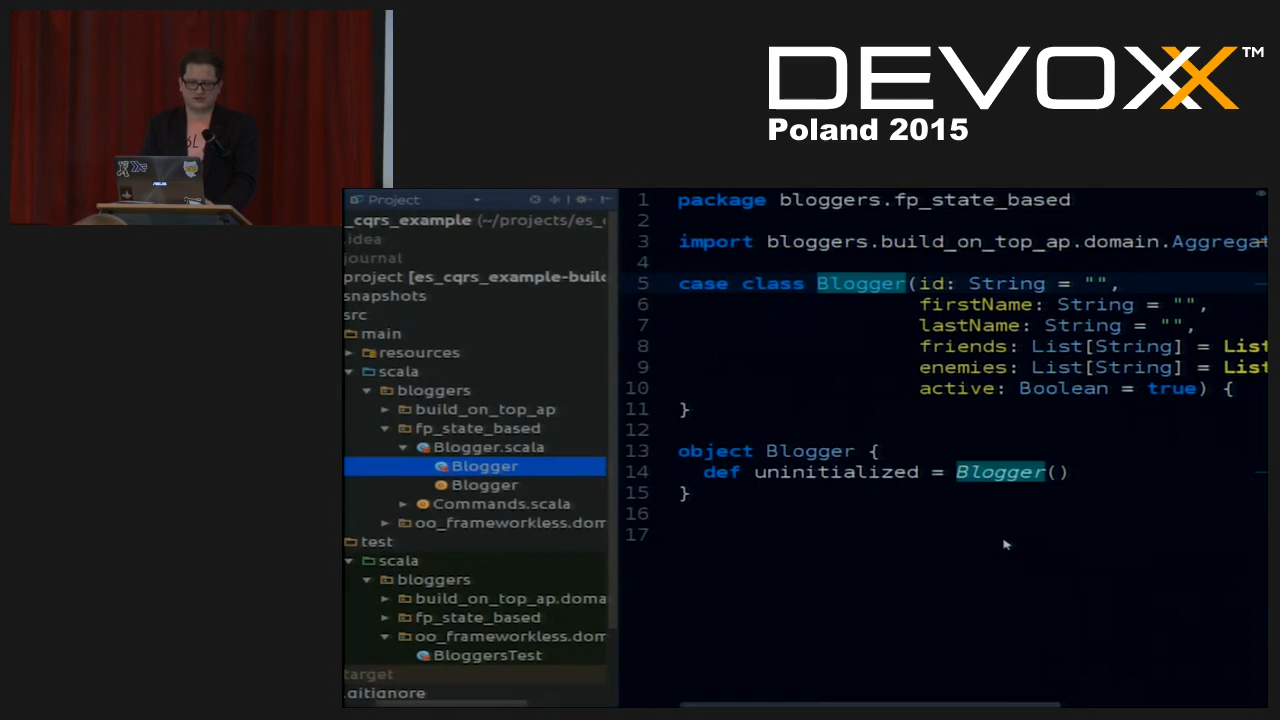 DEVOXX™
Poland 2015
Project
_cqrs_example (~/projects/es_c
.idea
journal
project [es_cqrs_example-build
snapshots
src
main
resources
scala
bloggers
build_on_top_ap
fp_state_based
Blogger.scala
Blogger
Blogger
Commands.scala
oo_frameworkless.dom
test
scala
bloggers
build_on_top_ap.doma
fp_state_based
oo_frameworkless.dom
BloggersTest
target
.gitignore
1 package bloggers.fp_state_based
2
3 import bloggers.build_on_top_ap.domain.Aggregat
4
5 case class Blogger(id: String = "",
6 firstName: String = "",
7 lastName: String = "",
8 friends: List[String] = List
9 enemies: List[String] = List
10 active: Boolean = true) {
11 }
12
13 object Blogger {
14 def uninitialized = Blogger()
15 }
16
17